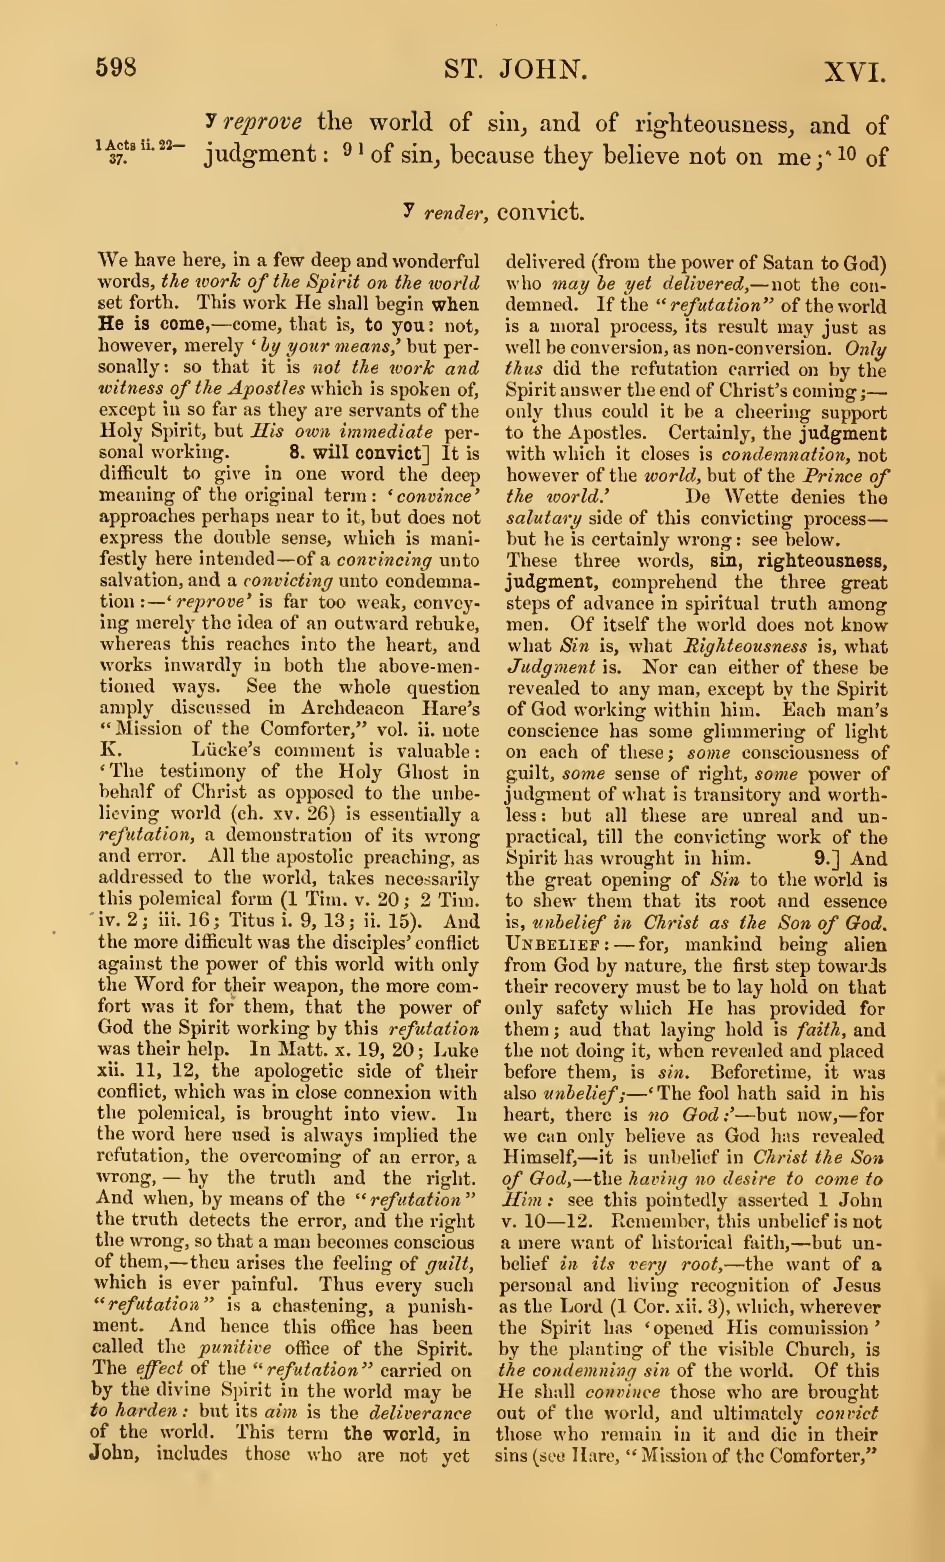 598
ST. JOHN.
XVI.
y reprove the world of sin, and of righteousness, and of
l Acts ii. 22—
37.
judgment: 9 l of sin, because they believe not on me; 10 of
y render, convict.
We have here, in a few deep and wonderful
words, the work of the Spirit on the world
set forth. This work He shall begin when
He is come,—come, that is, to you: not,
however, merely ‘by your means,’ but per-
sonally: so that it is not the work and
witness of the Apostles which is spoken of,
except in so far as they are servants of the
Holy Spirit, but His own immediate per-
sonal working. 8. will convict] It is
difficult to give in one word the deep
meaning of the original term: ‘convince’
approaches perhaps near to it, but does not
express the double sense, which is mani-
festly here intended—of a convincing unto
salvation, and a convicting unto condemna-
tion:—‘reprove’ is far too weak, convey-
ing merely the idea of an outward rebuke,
whereas this reaches into the heart, and
works inwardly in both the above-men-
tioned ways. See the whole question
amply discussed in Archdeacon Hare’s
“Mission of the Comforter,” vol. ii. note
K. Lücke’s comment is valuable:
‘The testimony of the Holy Ghost in
behalf of Christ as opposed to the unbe-
lieving world (ch. xv. 26) is essentially a
refutation, a demonstration of its wrong
and error. All the apostolic preaching, as
addressed to the world, takes necessarily
this polemical form (1 Tim. v. 20; 2 Tim.
iv. 2; iii. 16; Titus i. 9, 13; ii. 15). And
the more difficult was the disciples’ conflict
against the power of this world with only
the Word for their weapon, the more com-
fort was it for them, that the power of
God the Spirit working by this refutation
was their help. In Matt. x. 19, 20; Luke
xii. 11, 12, the apologetic side of their
conflict, which was in close connexion with
the polemical, is brought into view. In
the word here used is always implied the
refutation, the overcoming of an error, a
wrong,—by the truth and the right.
And when, by means of the “refutation”
the truth detects the error, and the right
the wrong, so that a man becomes conscious
of them,—then arises the feeling of guilt,
which is ever painful. Thus every such
“refutation” is a chastening, a punish-
ment. And hence this office has been
called the punitive office of the Spirit.
The effect of the “refutation” carried on
by the divine Spirit in the world may be
to harden: but its aim is the deliverance
of the world. This term the world, in
John, includes those who are not yet
delivered (from the power of Satan to God)
who may be yet delivered,—not the con-
demned. If the “refutation” of the world
is a moral process, its result may just as
well be conversion, as non-conversion. Only
thus did the refutation carried on by the
Spirit answer the end of Christ’s coming;—
only thus could it be a cheering support
to the Apostles. Certainly, the judgment
with which it closes is condemnation, not
however of the world, but of the Prince of
the world.’ De Wette denies the
salutary side of this convicting process—
but he is certainly wrong: see below.
These three words, sin, righteousness,
judgment, comprehend the three great
steps of advance in spiritual truth among
men. Of itself the world does not know
what Sin is, what Righteousness is, what
Judgment is. Nor can either of these be
revealed to any man, except by the Spirit
of God working within him. Each man’s
conscience has some glimmering of light
on each of these; some consciousness of
guilt, some sense of right, some power of
judgment of what is transitory and worth-
less: but all these are unreal and un-
practical, till the convicting work of the
Spirit has wrought in him. 9.] And
the great opening of Sin to the world is
to shew them that its root and essence
is, unbelief in Christ as the Son of God.
UNBELIEF:—for, mankind being alien
from God by nature, the first step towards
their recovery must be to lay hold on that
only safety which He has provided for
them; and that laying hold is faith, and
the not doing it, when revealed and placed
before them, is sin. Beforetime, it was
also unbelief;—‘The fool hath said in his
heart, there is no God:’—but now,—for
we can only believe as God has revealed
Himself,—it is unbelief in Christ the Son
of God,—the having no desire to come to
Him: see this pointedly asserted 1 John
v. 10—12. Remember, this unbelief is not
a mere want of historical faith,—but un-
belief in its very root,—the want of a
personal and living recognition of Jesus
as the Lord (1 Cor. xii. 3), which, wherever
the Spirit has ‘opened His commission’
by the planting of the visible Church, is
the condemning sin of the world. Of this
He shall convince those who are brought
out of the world, and ultimately convict
those who remain in it and die in their
sins (see Hare, “Mission of the Comforter,”